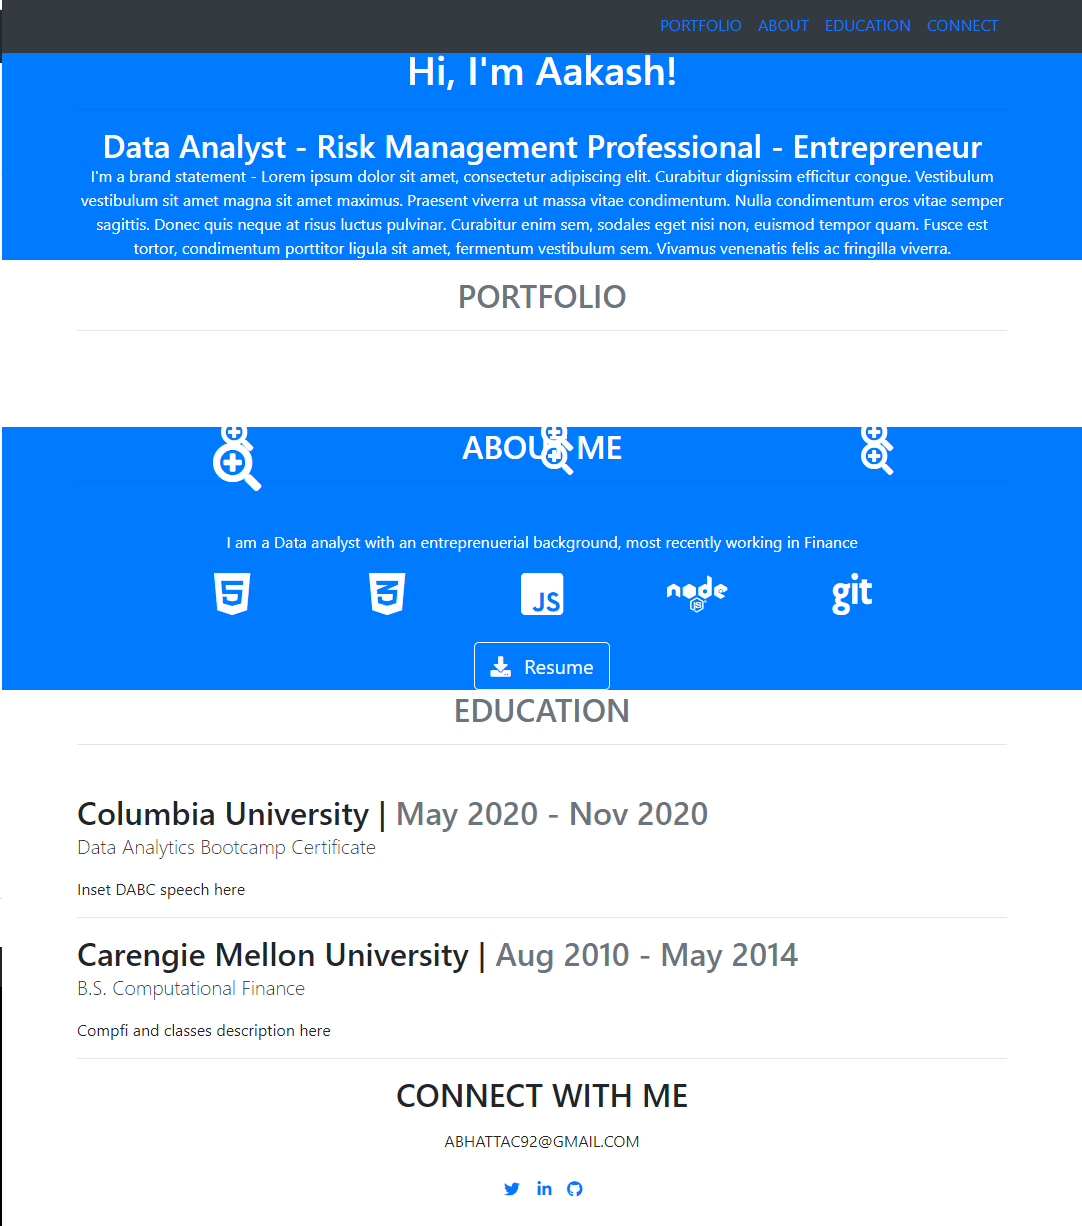 PORTFOLIO ABOUT EDUCATION CONNECT
Hi, I'm Aakash!
Data Analyst - Risk Management Professional - Entrepreneur
I'm a brand statement - Lorem ipsum dolor sit amet, consectetur adipiscing elit. Curabitur dignissim efficitur congue. Vestibulum
vestibulum sit amet magna sit amet maximus. Praesent viverra ut massa vitae condimentum. Nulla condimentum eros vitae semper
sagittis. Donec quis neque at risus luctus pulvinar. Curabitur enim sem, sodales eget nisi non, euismod tempor quam. Fusce est
tortor, condimentum porttitor ligula sit amet, fermentum vestibulum sem. Vivamus venenatis felis ac fringilla viverra.
PORTFOLIO
ABOUT ME
I am a Data analyst with an entreprenuerial background, most recently working in Finance
5 3 JS node JS git
Resume
EDUCATION
Columbia University | May 2020 - Nov 2020
Data Analytics Bootcamp Certificate
Inset DABC speech here
Carengie Mellon University | Aug 2010 - May 2014
B.S. Computational Finance
Compfi and classes description here
CONNECT WITH ME
ABHATTAC92@GMAIL.COM
in